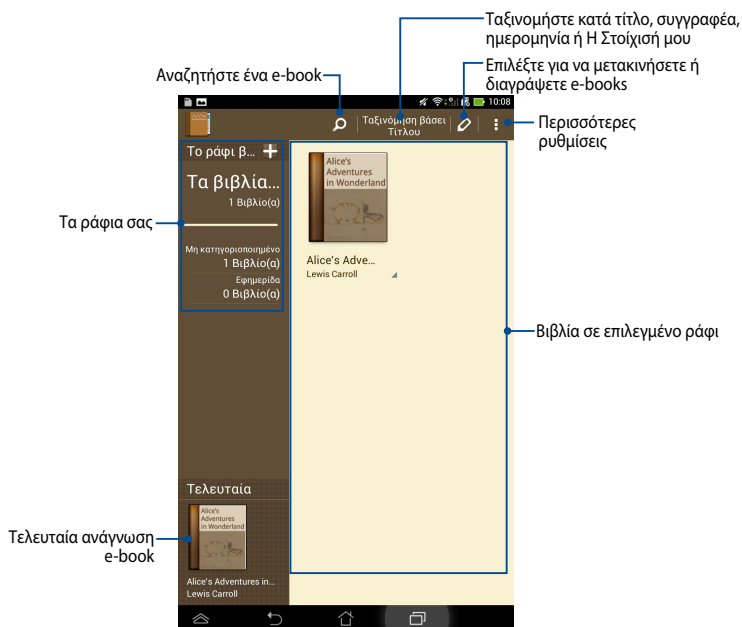 Ταξινομήστε κατά τίτλο, συγγραφέα,
ημερομηνία ή Η Στοίχισή μου
Επιλέξτε για να μετακινήσετε ή
διαγράψετε e-books
Αναζητήστε ένα e-book
10:08
Ταξινόμηση βάσει
Τίτλου
Περισσότερες
ρυθμίσεις
Το ράφι β...
Τα βιβλία...
1 Βιβλίο(α)
Τα ράφια σας
Μη κατηγοριοποιημένο
1 Βιβλίο(α)
Εφημερίδα
0 Βιβλίο(α)
Alice's
Adventures
in Wonderland
Alice's Adve...
Lewis Carroll
Βιβλία σε επιλεγμένο ράφι
Τελευταία
Alice's
Adventures
in Wonderland
Τελευταία ανάγνωση
e-book
Alice's Adventures in...
Lewis Carroll